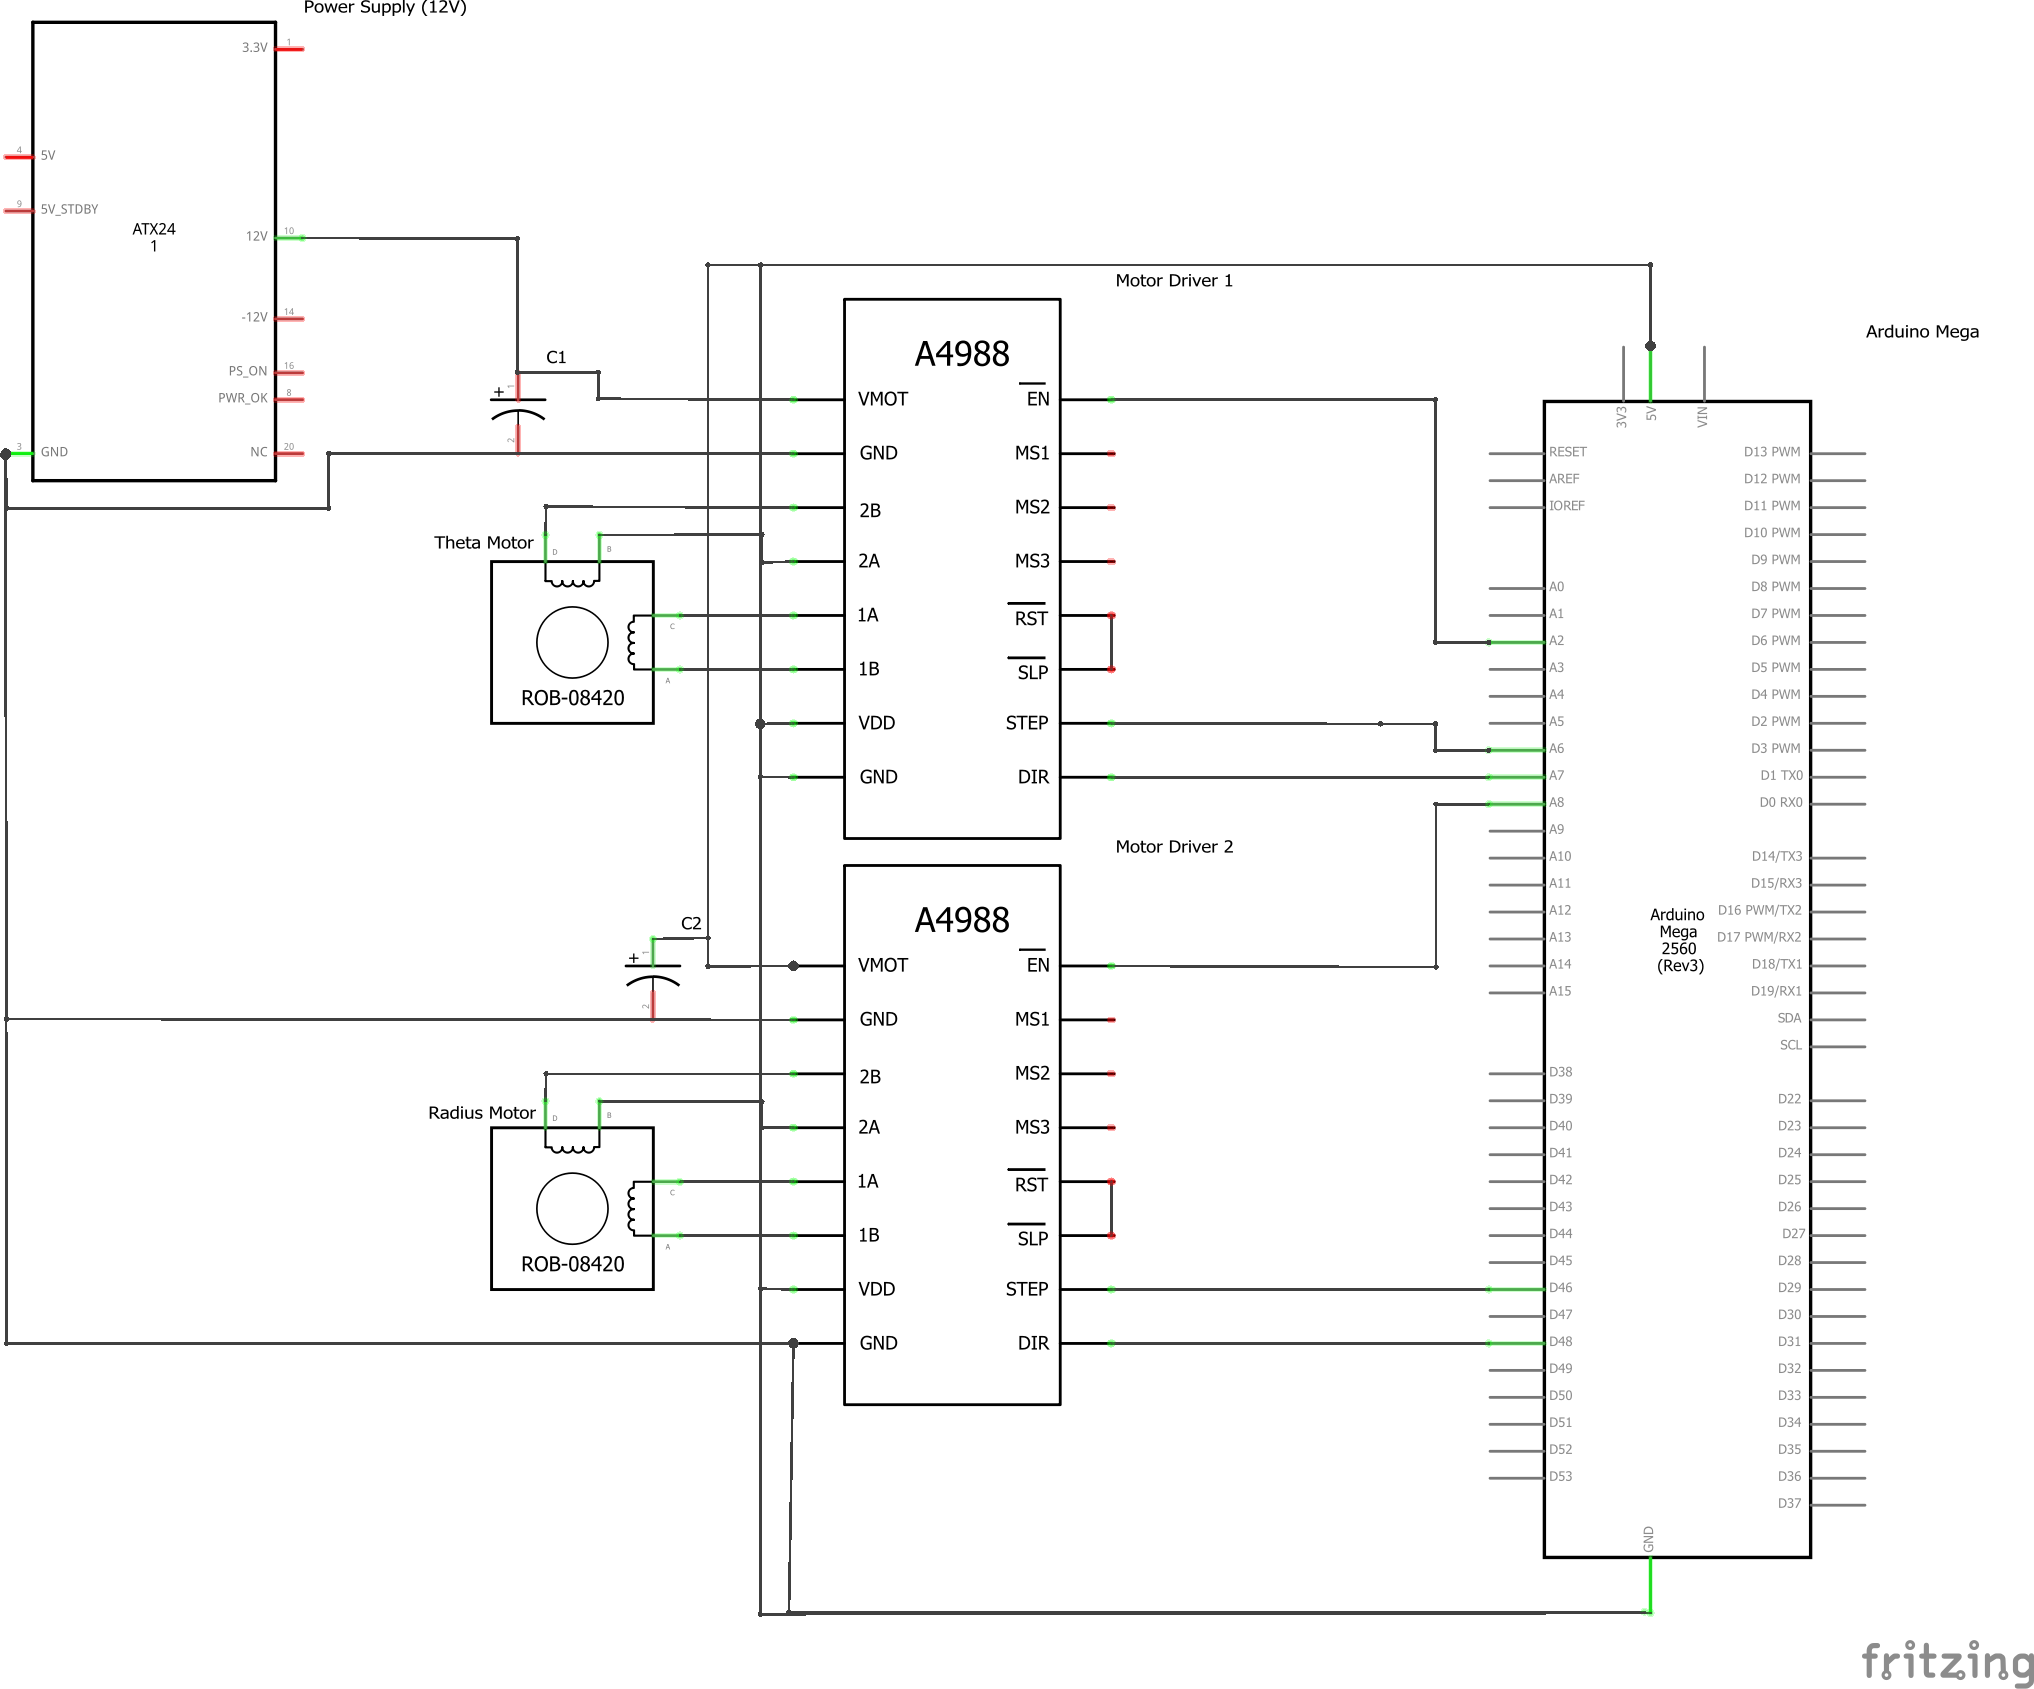 Power Supply (12V)
3.3V
1
4
5V
9
5V_STDBY
ATX24
1
12V
10
-12V
14
PS_ON
16
PWR_OK
8
3
GND
NC
20
C1
+
1
2
Theta Motor
D
B
C
A
ROB-08420
Motor Driver 1
A4988
VMOT
GND
2B
2A
1A
1B
VDD
GND
EN
MS1
MS2
MS3
RST
SLP
STEP
DIR
C2
+
1
2
Radius Motor
D
B
C
A
ROB-08420
Motor Driver 2
A4988
VMOT
GND
2B
2A
1A
1B
VDD
GND
EN
MS1
MS2
MS3
RST
SLP
STEP
DIR
Arduino Mega
3V3
5V
VIN
RESET
AREF
IOREF
A0
A1
A2
A3
A4
A5
A6
A7
A8
A9
A10
A11
A12
A13
A14
A15
D38
D39
D40
D41
D42
D43
D44
D45
D46
D47
D48
D49
D50
D51
D52
D53
Arduino
Mega
2560
(Rev3)
D13 PWM
D12 PWM
D11 PWM
D10 PWM
D9 PWM
D8 PWM
D7 PWM
D6 PWM
D5 PWM
D4 PWM
D2 PWM
D3 PWM
D1 TX0
D0 RX0
D14/TX3
D15/RX3
D16 PWM/TX2
D17 PWM/RX2
D18/TX1
D19/RX1
SDA
SCL
D22
D23
D24
D25
D26
D27
D28
D29
D30
D31
D32
D33
D34
D35
D36
D37
GND
fritzing